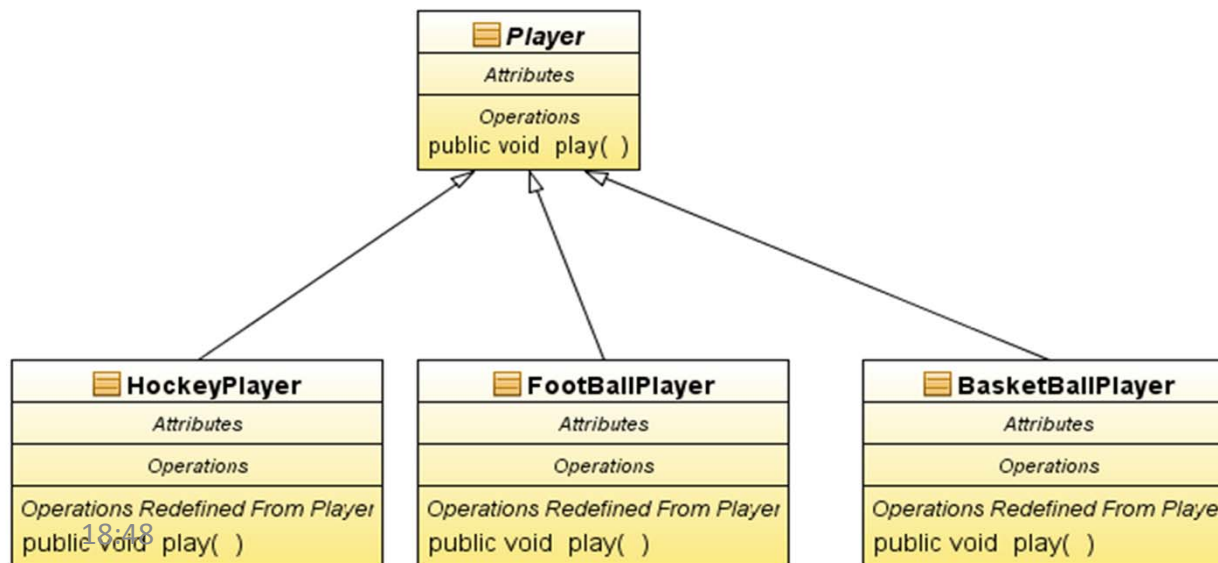 Player
Attributes
Operations
public void play( )
HockeyPlayer
Attributes
Operations
Operations Redefined From Player
public void play( )
18:48
FootBallPlayer
Attributes
Operations
Operations Redefined From Player
public void play( )
BasketBallPlayer
Attributes
Operations
Operations Redefined From Playe
public void play( )